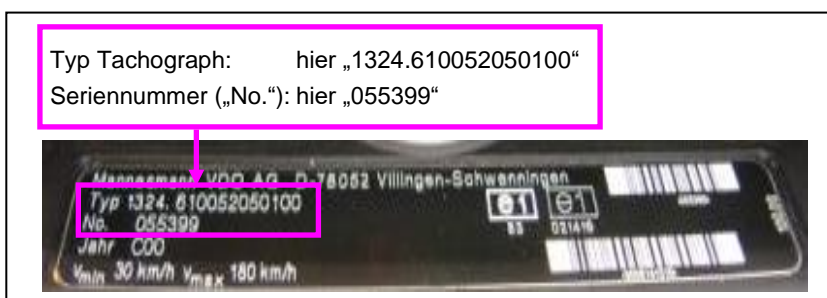 Typ Tachograph: hier „1324.610052050100“
Seriennummer („No.“): hier „055399“
Mannesmann VDO AG D-78052 Villingen-Schwenningen
Typ 1324. 610052050100
No. 055399
Jahr C00
Vmin 30 km/h Vmax 180 km/h
e1 e1
83 021416